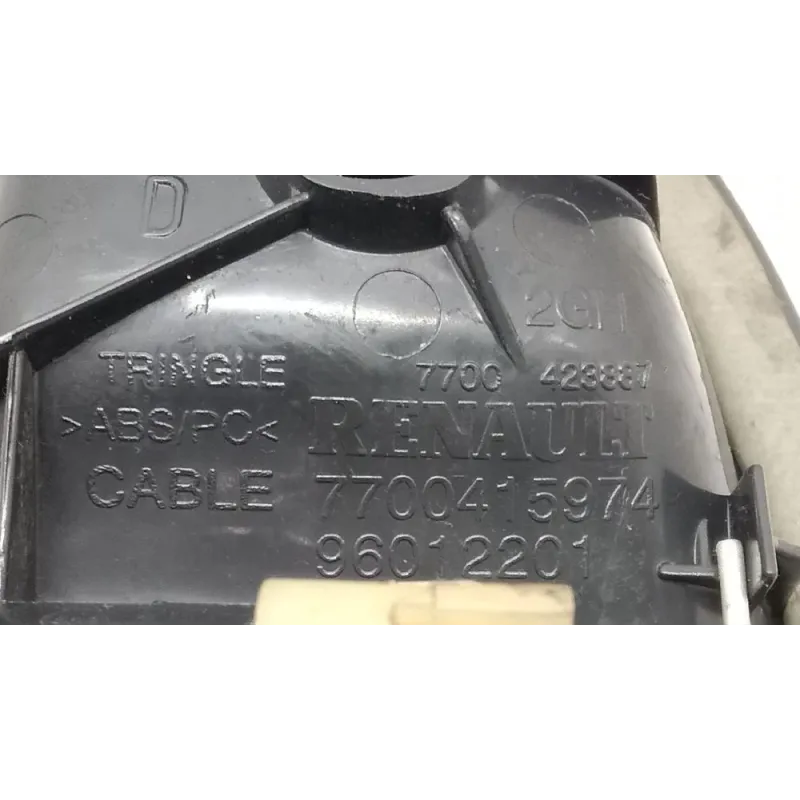 D
2GH
TRINGLE 7700 423887
>ABS/PC< RENAULT
CABLE 7700415974
96012201